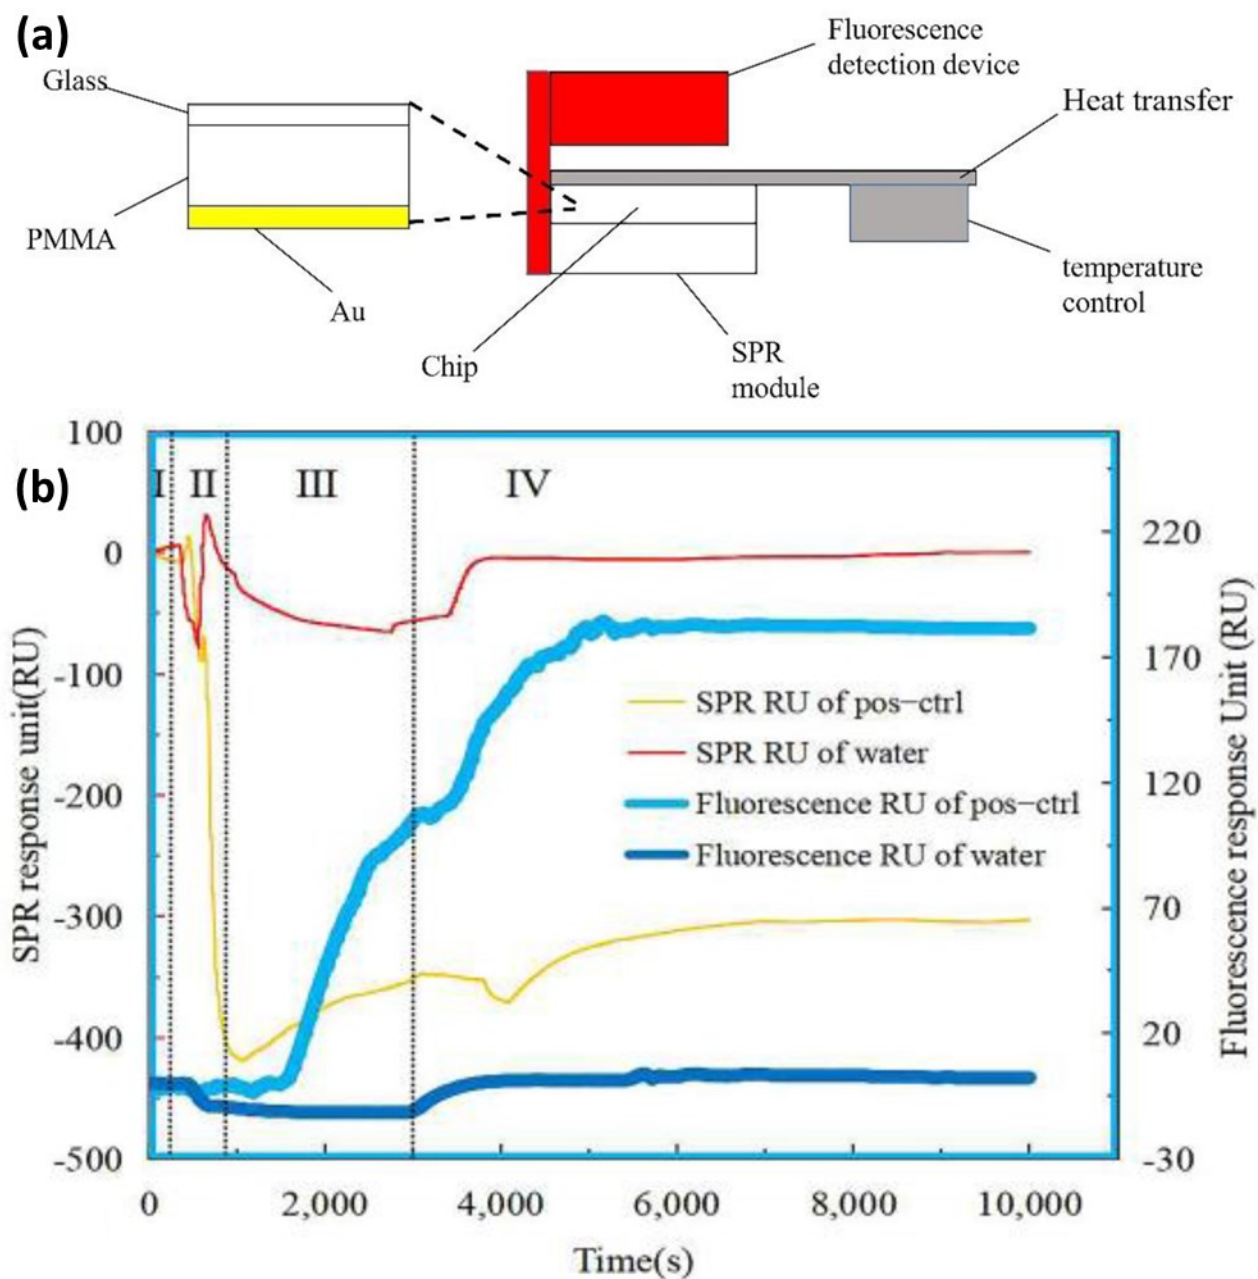 (a)
Glass
PMMA
Au
Chip
SPR
module
Fluorescence
detection device
Heat transfer
temperature
control
(b)
I
II
III
IV
100
0
-100
-200
-300
-400
-500
SPR response unit(RU)
SPR RU of pos-ctrl
SPR RU of water
Fluorescence RU of pos-ctrl
Fluorescence RU of water
220
170
120
70
20
-30
Fluorescence response Unit (RU)
0
2,000
4,000
6,000
8,000
10,000
Time(s)